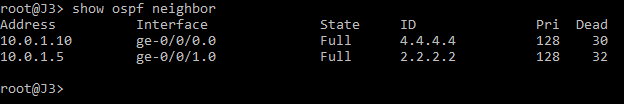 root@J3> show ospf neighbor
Address          Interface              State     ID               Pri  Dead
10.0.1.10        ge-0/0/0.0             Full      4.4.4.4          128    30
10.0.1.5         ge-0/0/1.0             Full      2.2.2.2          128    32
root@J3>